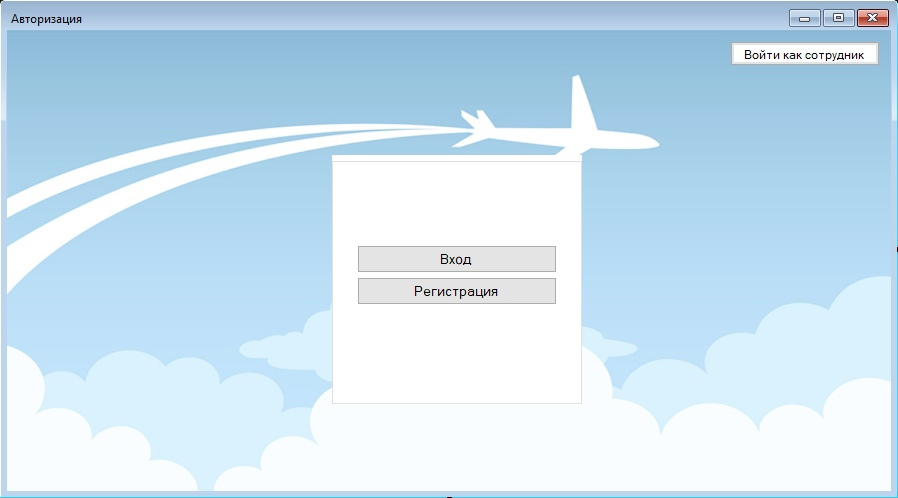 Авторизация
Войти как сотрудник
Вход
Регистрация